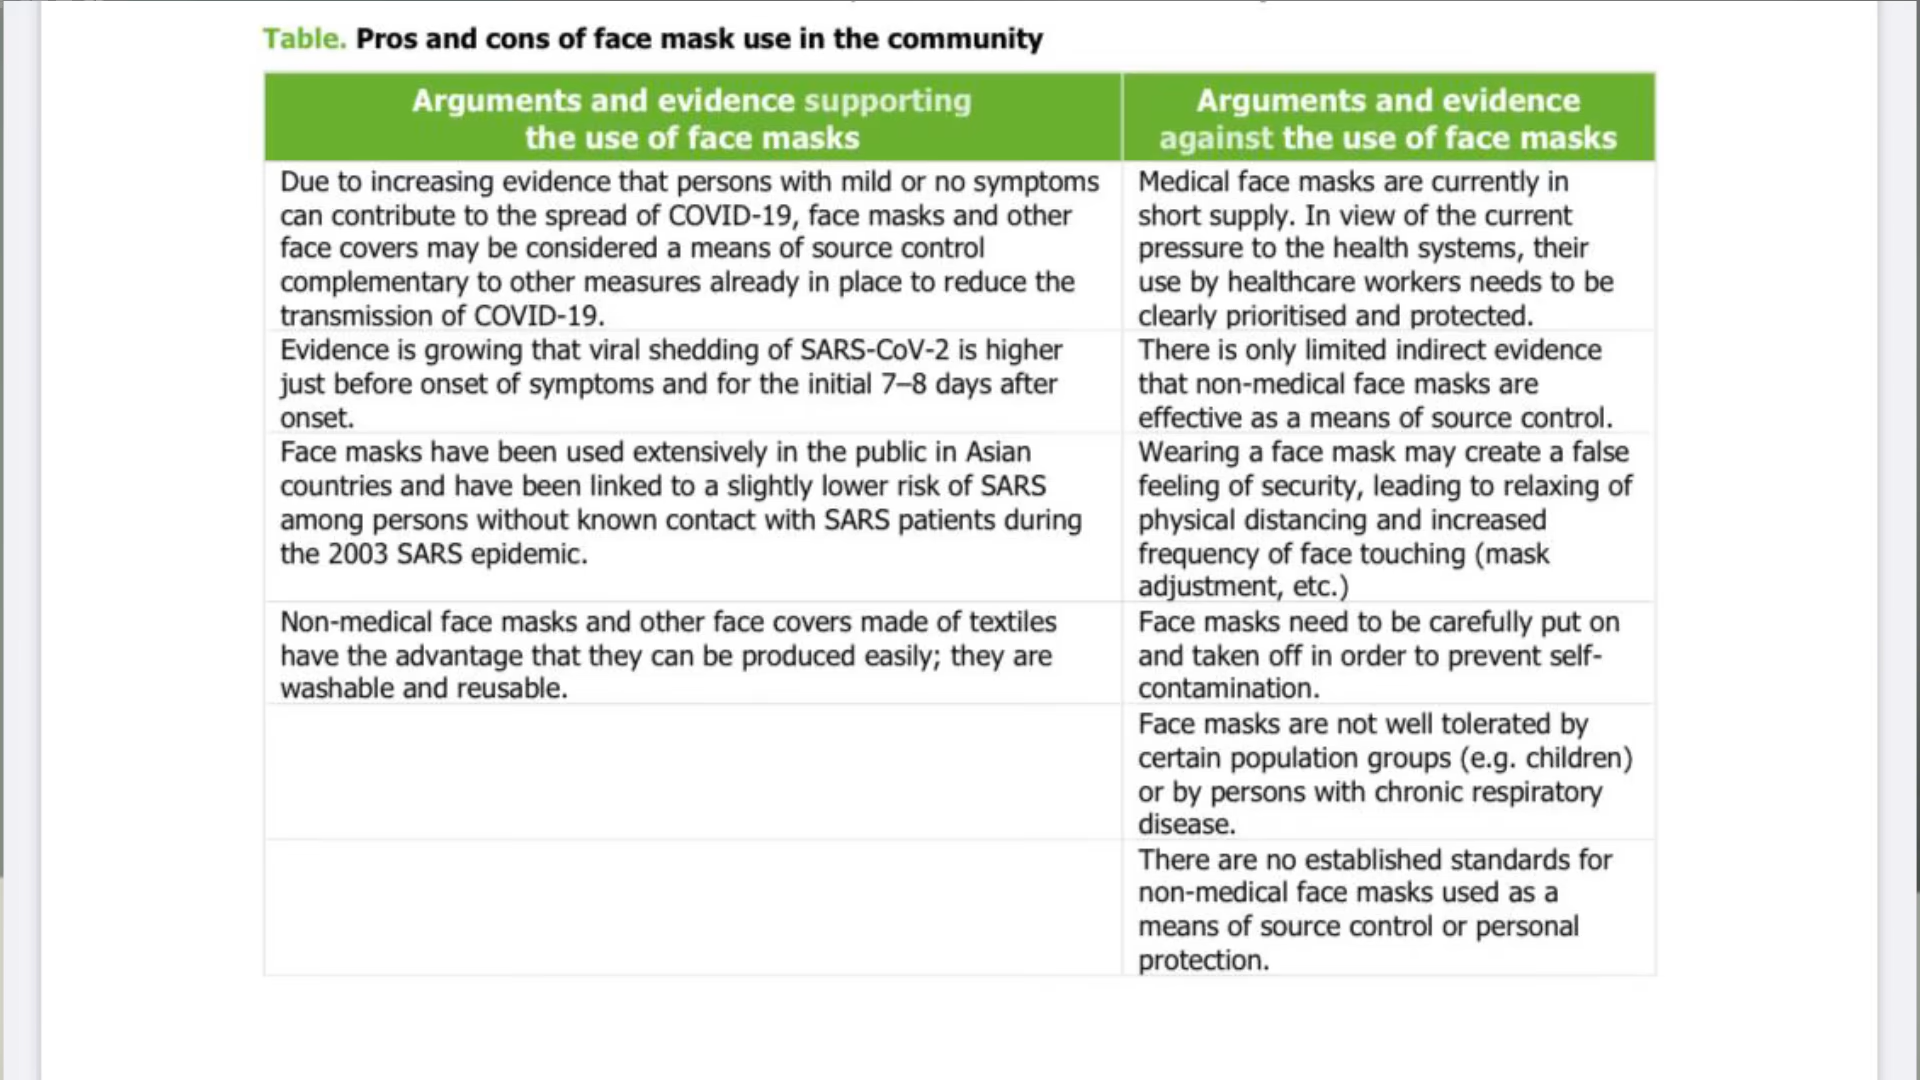 Table. Pros and cons of face mask use in the community
Arguments and evidence supporting
the use of face masks
Arguments and evidence
against the use of face masks
Due to increasing evidence that persons with mild or no symptoms
can contribute to the spread of COVID-19, face masks and other
face covers may be considered a means of source control
complementary to other measures already in place to reduce the
transmission of COVID-19.
Medical face masks are currently in
short supply. In view of the current
pressure to the health systems, their
use by healthcare workers needs to be
clearly prioritised and protected.
Evidence is growing that viral shedding of SARS-CoV-2 is higher
just before onset of symptoms and for the initial 7–8 days after
onset.
There is only limited indirect evidence
that non-medical face masks are
effective as a means of source control.
Face masks have been used extensively in the public in Asian
countries and have been linked to a slightly lower risk of SARS
among persons without known contact with SARS patients during
the 2003 SARS epidemic.
Wearing a face mask may create a false
feeling of security, leading to relaxing of
physical distancing and increased
frequency of face touching (mask
adjustment, etc.)
Non-medical face masks and other face covers made of textiles
have the advantage that they can be produced easily; they are
washable and reusable.
Face masks need to be carefully put on
and taken off in order to prevent self-
contamination.
Face masks are not well tolerated by
certain population groups (e.g. children)
or by persons with chronic respiratory
disease.
There are no established standards for
non-medical face masks used as a
means of source control or personal
protection.